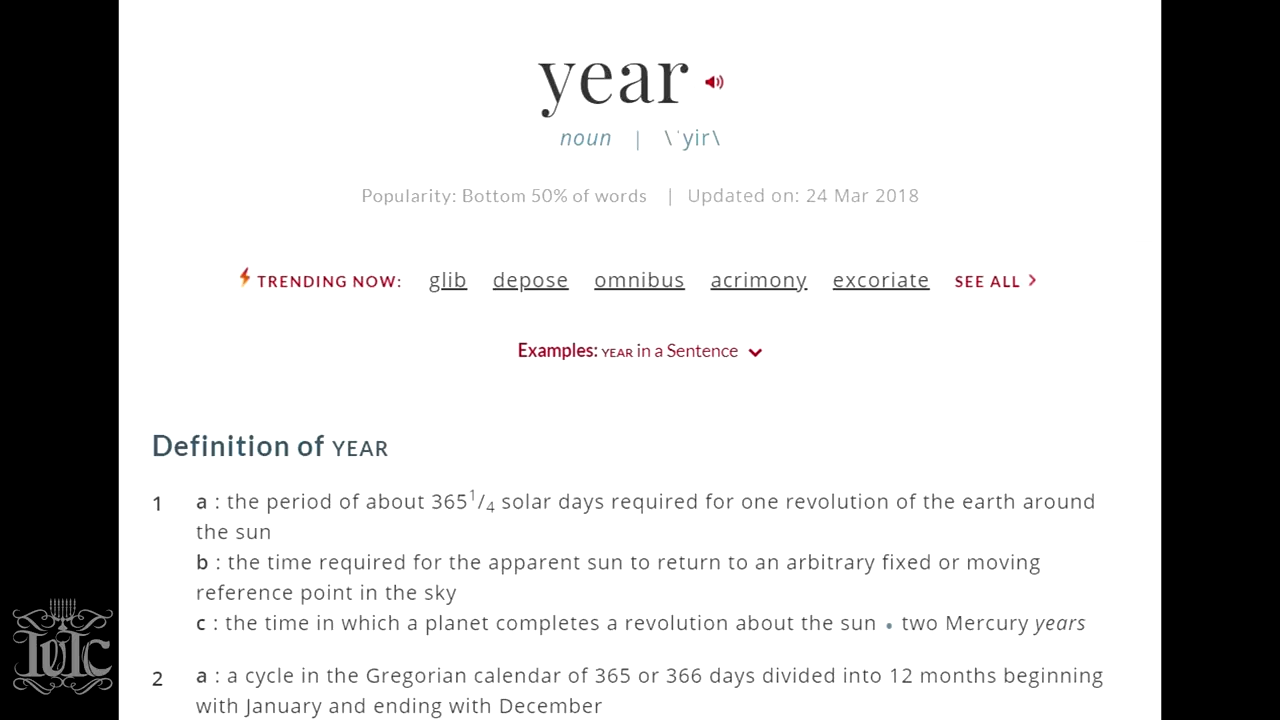 year
noun | \ ˈyir\
Popularity: Bottom 50% of words | Updated on: 24 Mar 2018
TRENDING NOW: glib depose omnibus acrimony excoriate SEE ALL >
Examples: YEAR in a Sentence
Definition of YEAR
1 a : the period of about 365¹/₄ solar days required for one revolution of the earth around
the sun
b : the time required for the apparent sun to return to an arbitrary fixed or moving
reference point in the sky
c : the time in which a planet completes a revolution about the sun • two Mercury years
2 a : a cycle in the Gregorian calendar of 365 or 366 days divided into 12 months beginning
with January and ending with December
IUIC